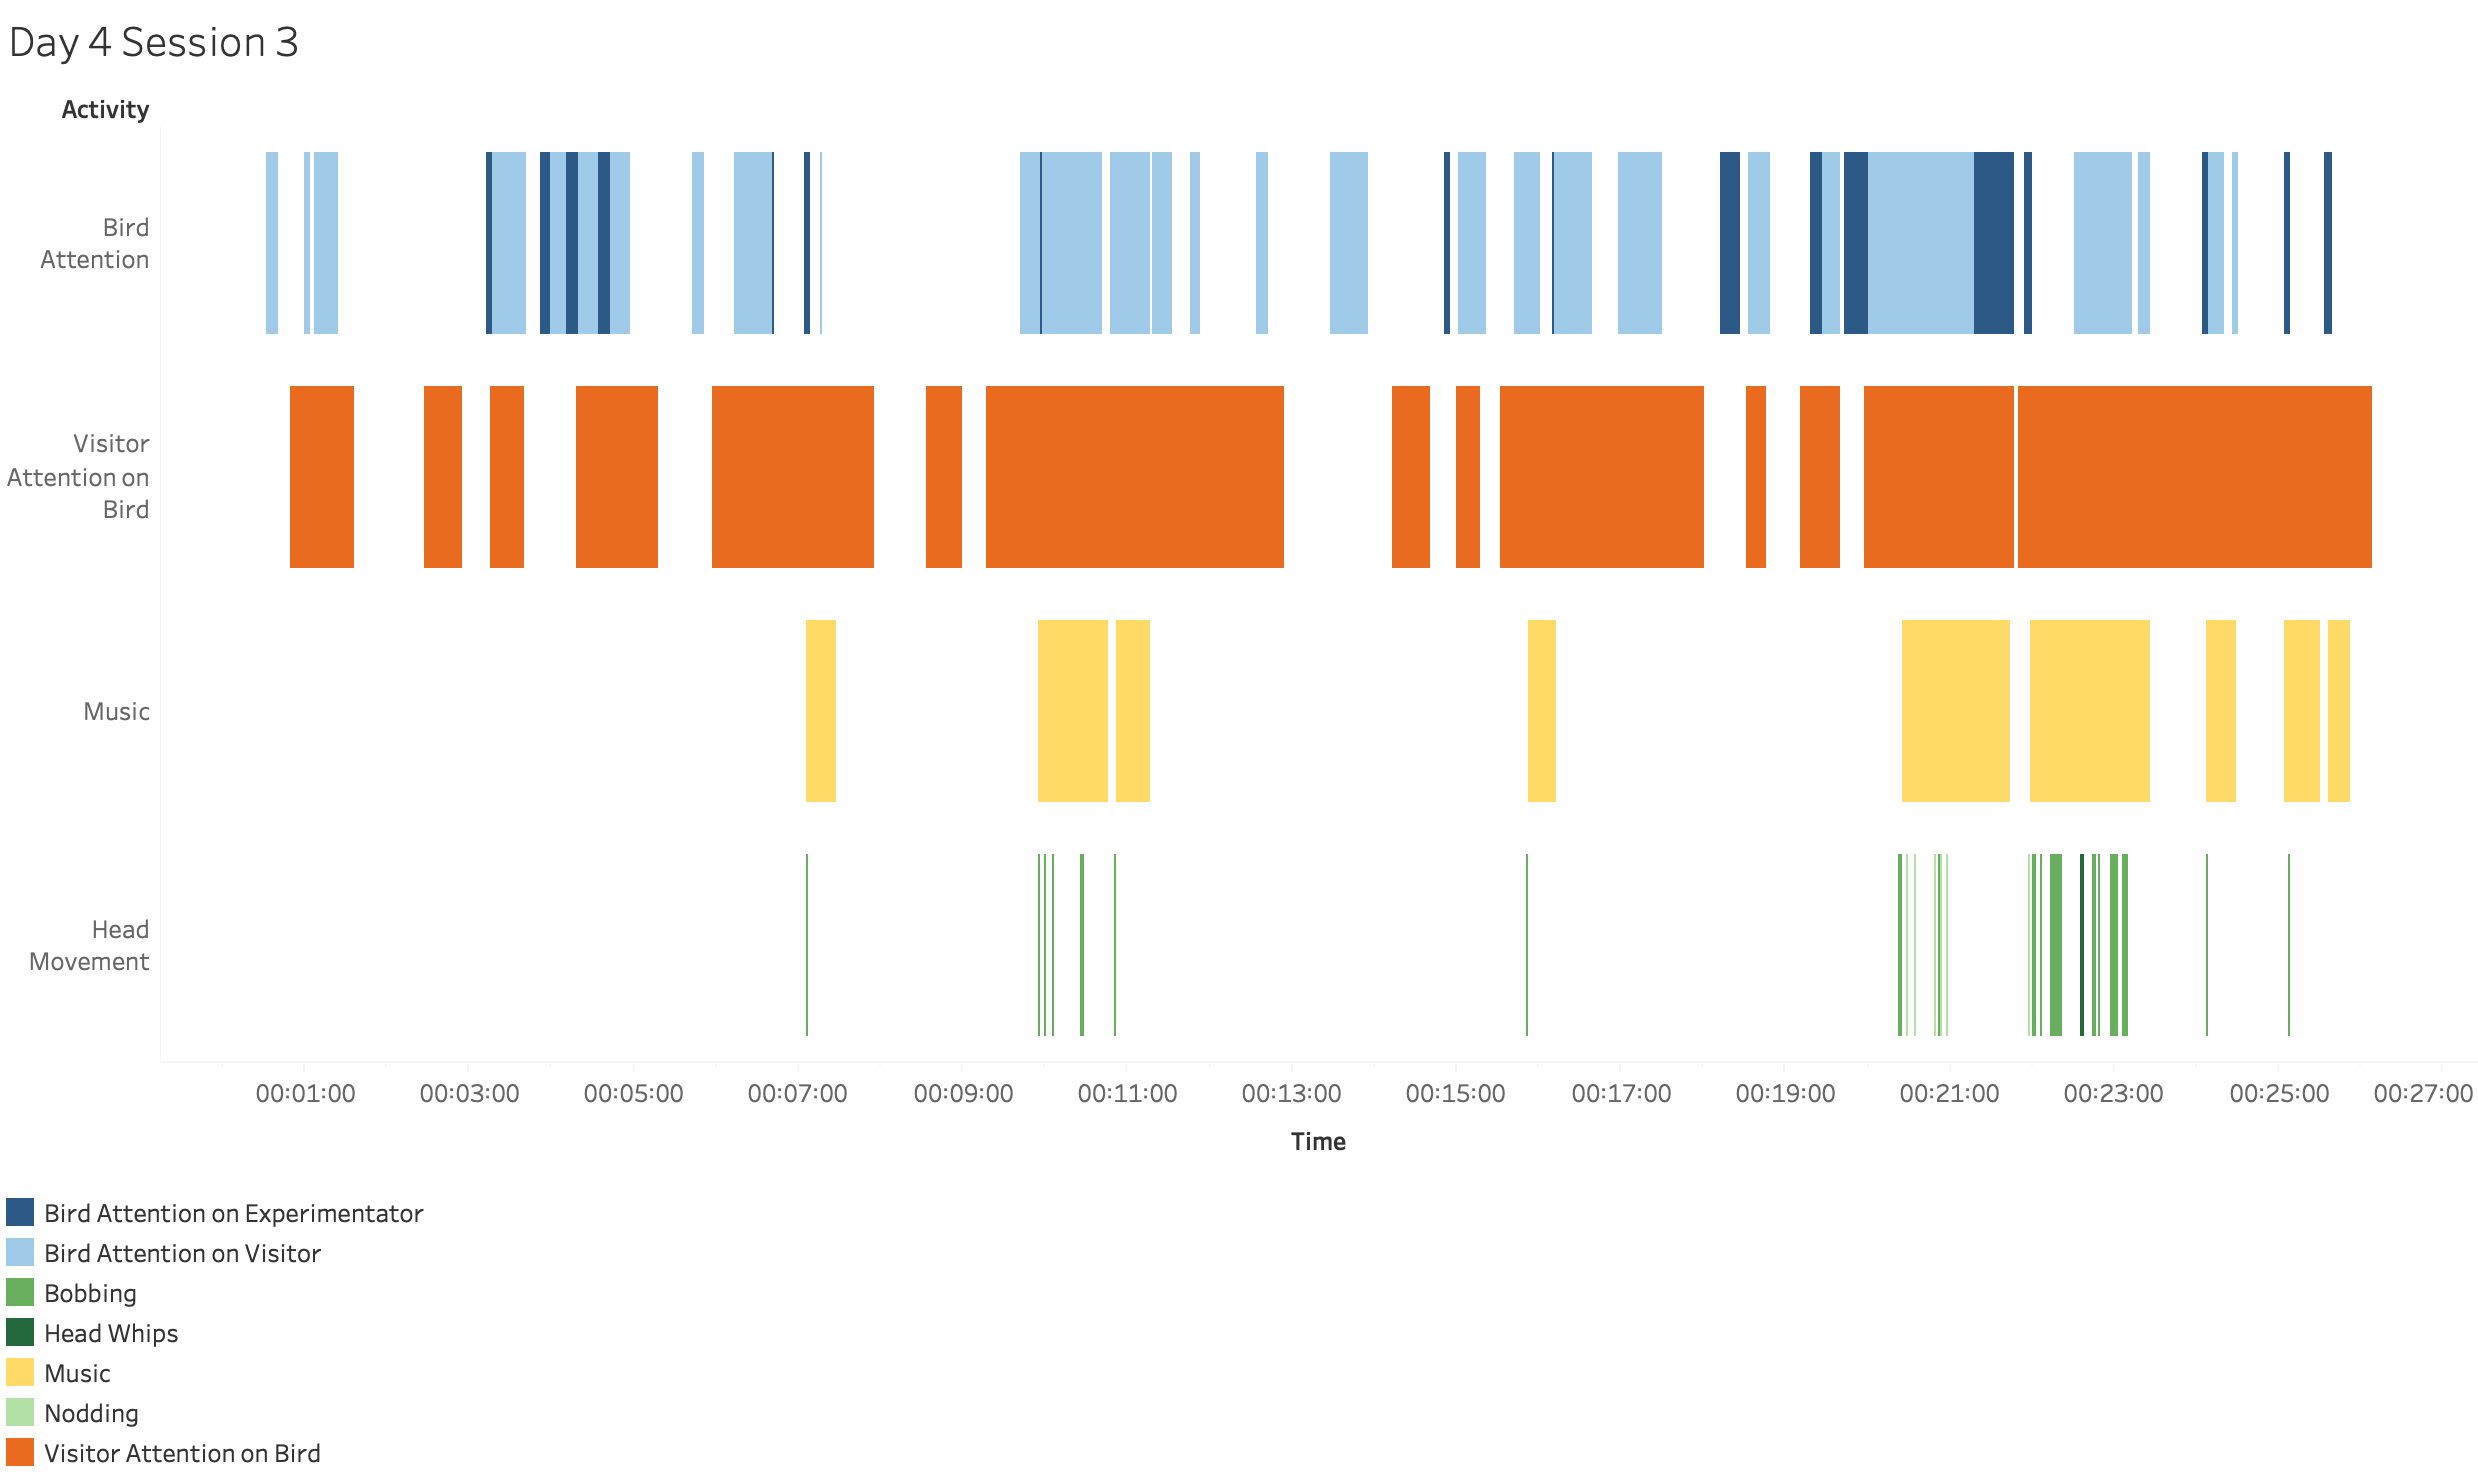 Day 4 Session 3
Activity
Bird
Attention
Visitor
Attention on
Bird
Music
Head
Movement
00:01:00 00:03:00 00:05:00 00:07:00 00:09:00 00:11:00 00:13:00 00:15:00 00:17:00 00:19:00 00:21:00 00:23:00 00:25:00 00:27:00
Time
Bird Attention on Experimentator
Bird Attention on Visitor
Bobbing
Head Whips
Music
Nodding
Visitor Attention on Bird